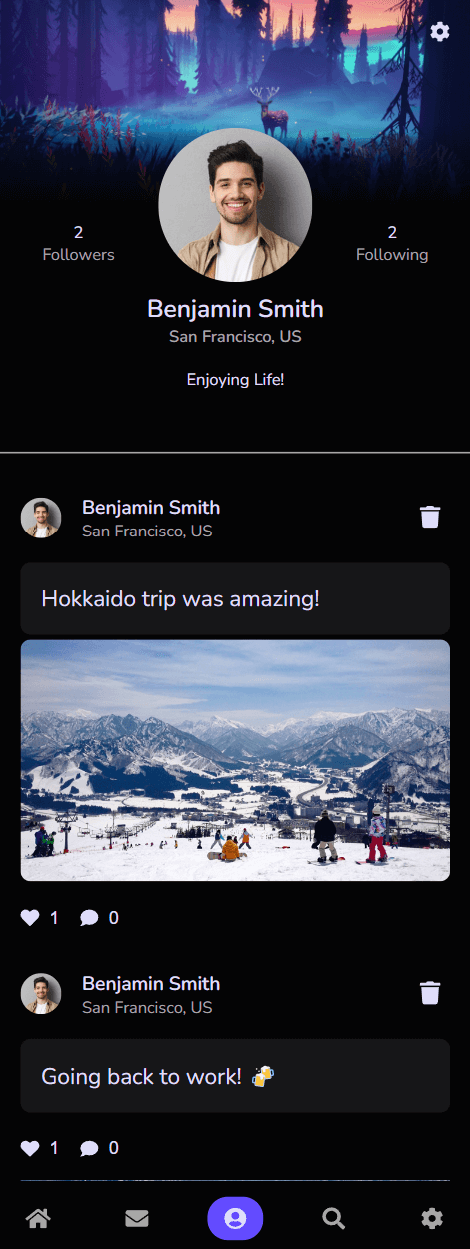 2
Followers
2
Following
Benjamin Smith
San Francisco, US
Enjoying Life!
Benjamin Smith
San Francisco, US
Hokkaido trip was amazing!
1 0
Benjamin Smith
San Francisco, US
Going back to work! 🍻
1 0